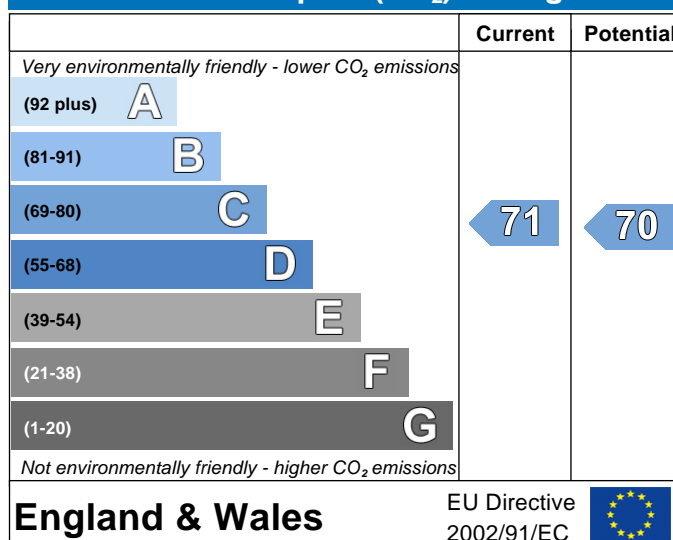 Current Potential
Very environmentally friendly - lower CO₂ emissions
(92 plus) A
(81-91) B
(69-80) C
71 70
(55-68) D
(39-54) E
(21-38) F
(1-20) G
Not environmentally friendly - higher CO₂ emissions
England & Wales
EU Directive
2002/91/EC